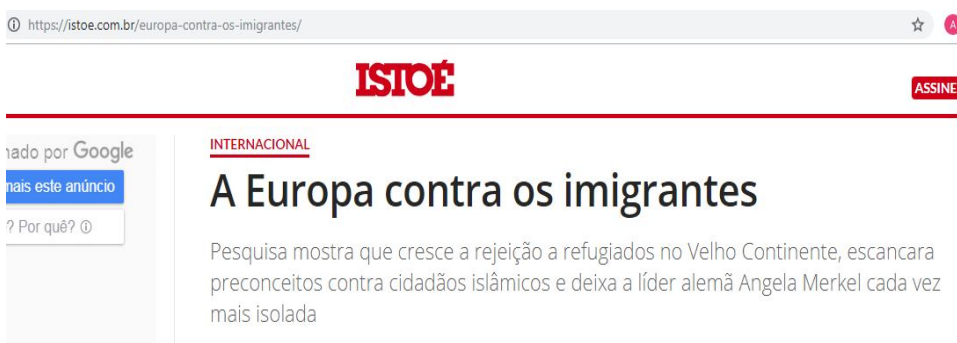 https://istoe.com.br/europa-contra-os-imigrantes/
A
ISTOÉ
ASSINE
nado por Google
INTERNACIONAL
nais este anúncio
A Europa contra os imigrantes
? Por quê?
Pesquisa mostra que cresce a rejeição a refugiados no Velho Continente, escancara
preconceitos contra cidadãos islâmicos e deixa a líder alemã Angela Merkel cada vez
mais isolada